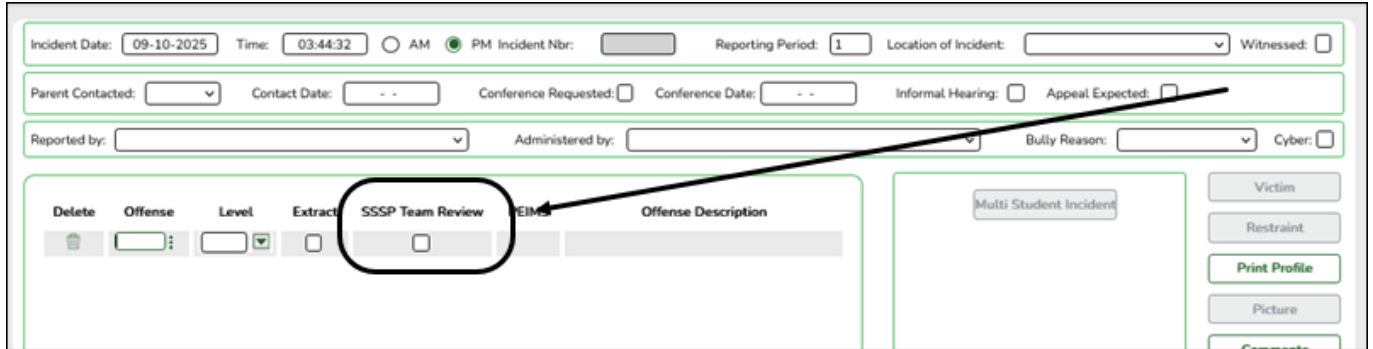 Incident Date: 09-10-2025 Time: 03:44:32 AM PM Incident Nbr: Reporting Period: 1 Location of Incident: Witnessed:
Parent Contacted: Contact Date: - - Conference Requested: Conference Date: - - Informal Hearing: Appeal Expected:
Reported by: Administered by: Bully Reason: Cyber:
Victim
Multi Student Incident
Delete Offense Level Extract SSSP Team Review PEIMS Offense Description
Restraint
Print Profile
Picture
Comments